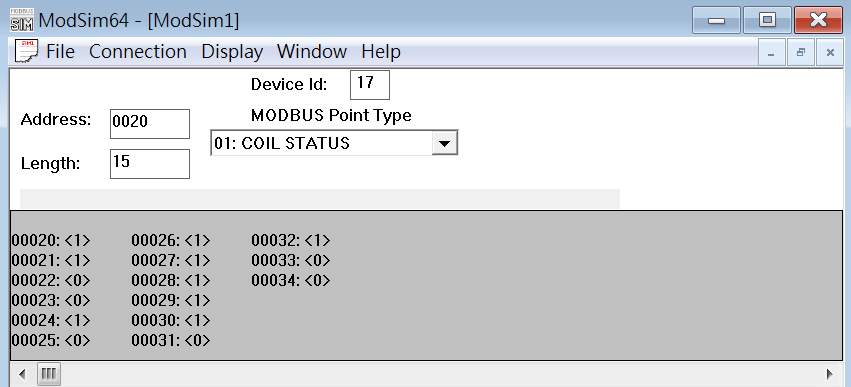 MODBUS
SIM
ModSim64 - [ModSim1]
SIM1
File Connection Display Window Help
Device Id: 17
Address: 0020
MODBUS Point Type
01: COIL STATUS
Length: 15
00020: <1> 00026: <1> 00032: <1>
00021: <1> 00027: <1> 00033: <0>
00022: <0> 00028: <1> 00034: <0>
00023: <0> 00029: <1>
00024: <1> 00030: <1>
00025: <0> 00031: <0>